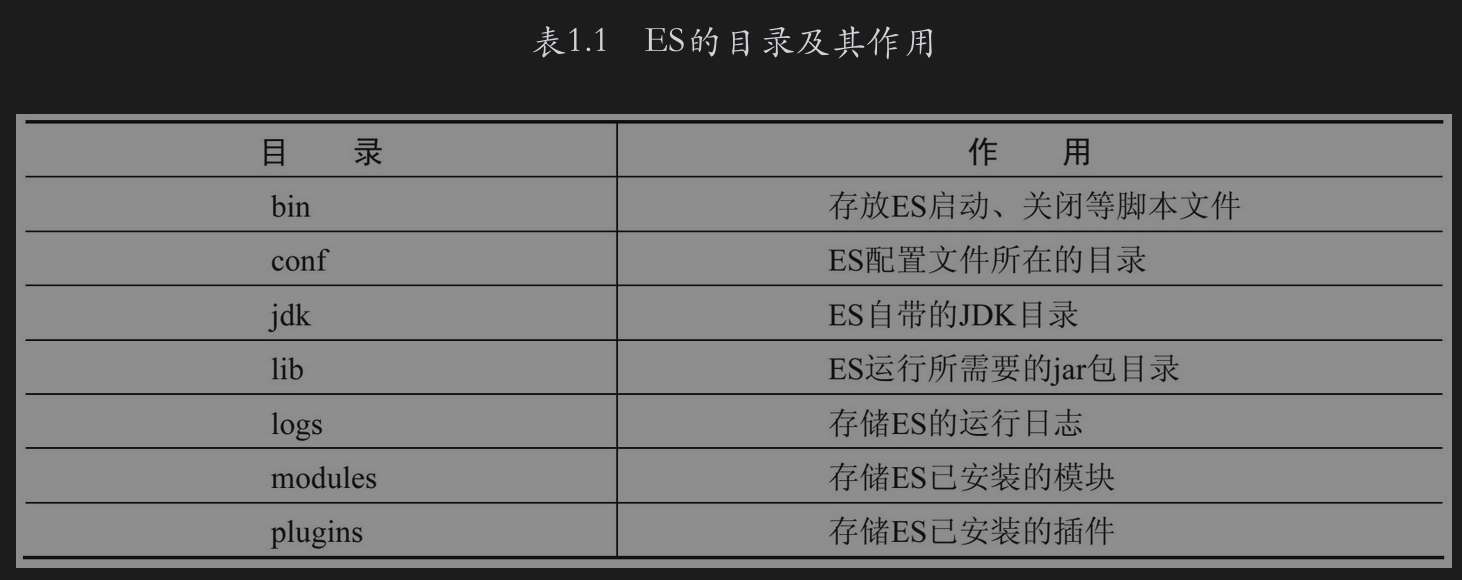 表1.1 ES的目录及其作用
目 录 作 用
bin 存放ES启动、关闭等脚本文件
conf ES配置文件所在的目录
jdk ES自带的JDK目录
lib ES运行所需要的jar包目录
logs 存储ES的运行日志
modules 存储ES已安装的模块
plugins 存储ES已安装的插件